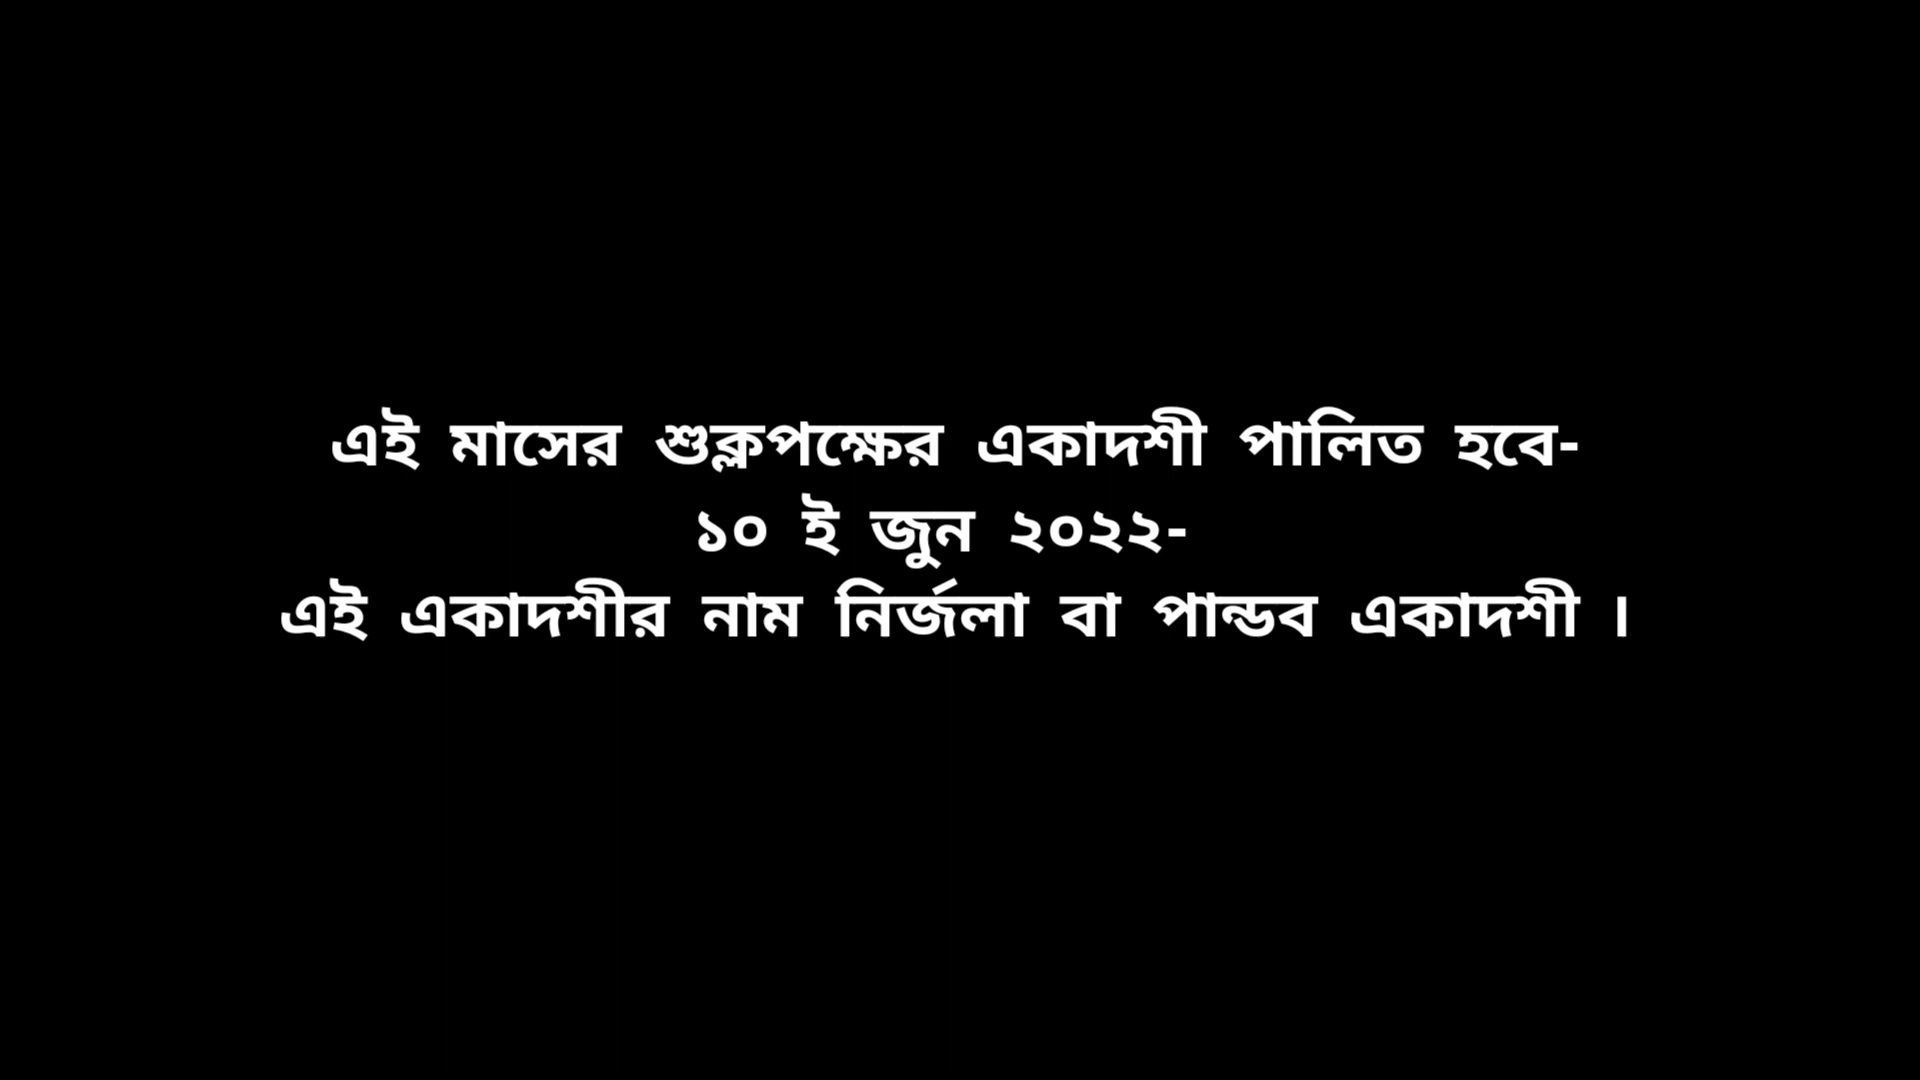 এই মাসের শুক্লপক্ষের একাদশী পালিত হবে-
১০ ই জুন ২০২২-
এই একাদশীর নাম নির্জলা বা পান্ডব একাদশী ।